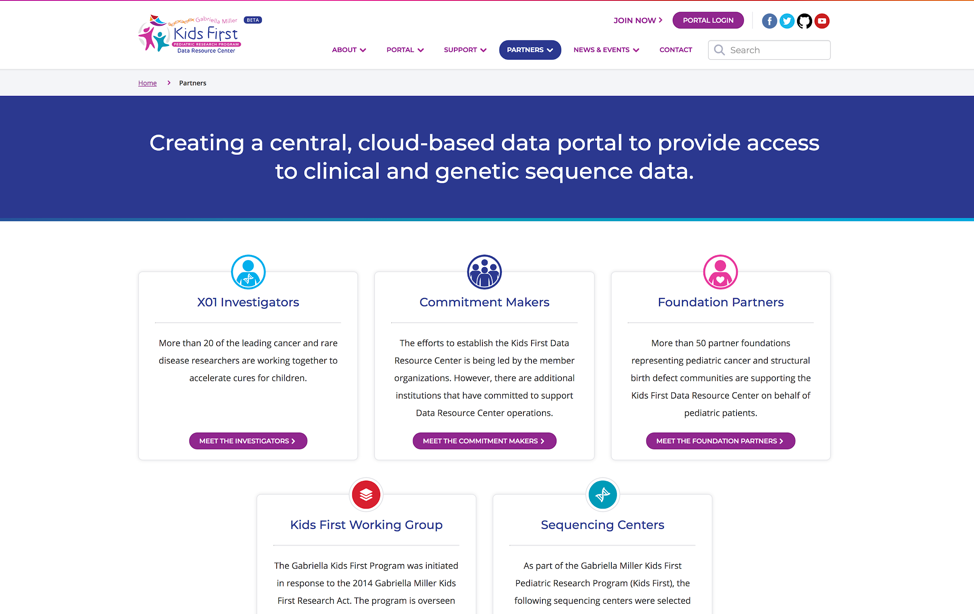 Gabriella Miller
Kids First
PEDIATRIC RESEARCH PROGRAM
Data Resource Center
BETA
JOIN NOW
PORTAL LOGIN
ABOUT
PORTAL
SUPPORT
PARTNERS
NEWS & EVENTS
CONTACT
Search
Home > Partners
Creating a central, cloud-based data portal to provide access
to clinical and genetic sequence data.
X01 Investigators
More than 20 of the leading cancer and rare
disease researchers are working together to
accelerate cures for children.
MEET THE INVESTIGATORS
Commitment Makers
The efforts to establish the Kids First Data
Resource Center is being led by the member
organizations. However, there are additional
institutions that have committed to support
Data Resource Center operations.
MEET THE COMMITMENT MAKERS
Foundation Partners
More than 50 partner foundations
representing pediatric cancer and structural
birth defect communities are supporting the
Kids First Data Resource Center on behalf of
pediatric patients.
MEET THE FOUNDATION PARTNERS
Kids First Working Group
The Gabriella Kids First Program was initiated
in response to the 2014 Gabriella Miller Kids
First Research Act. The program is overseen
Sequencing Centers
As part of the Gabriella Miller Kids First
Pediatric Research Program (Kids First), the
following sequencing centers were selected